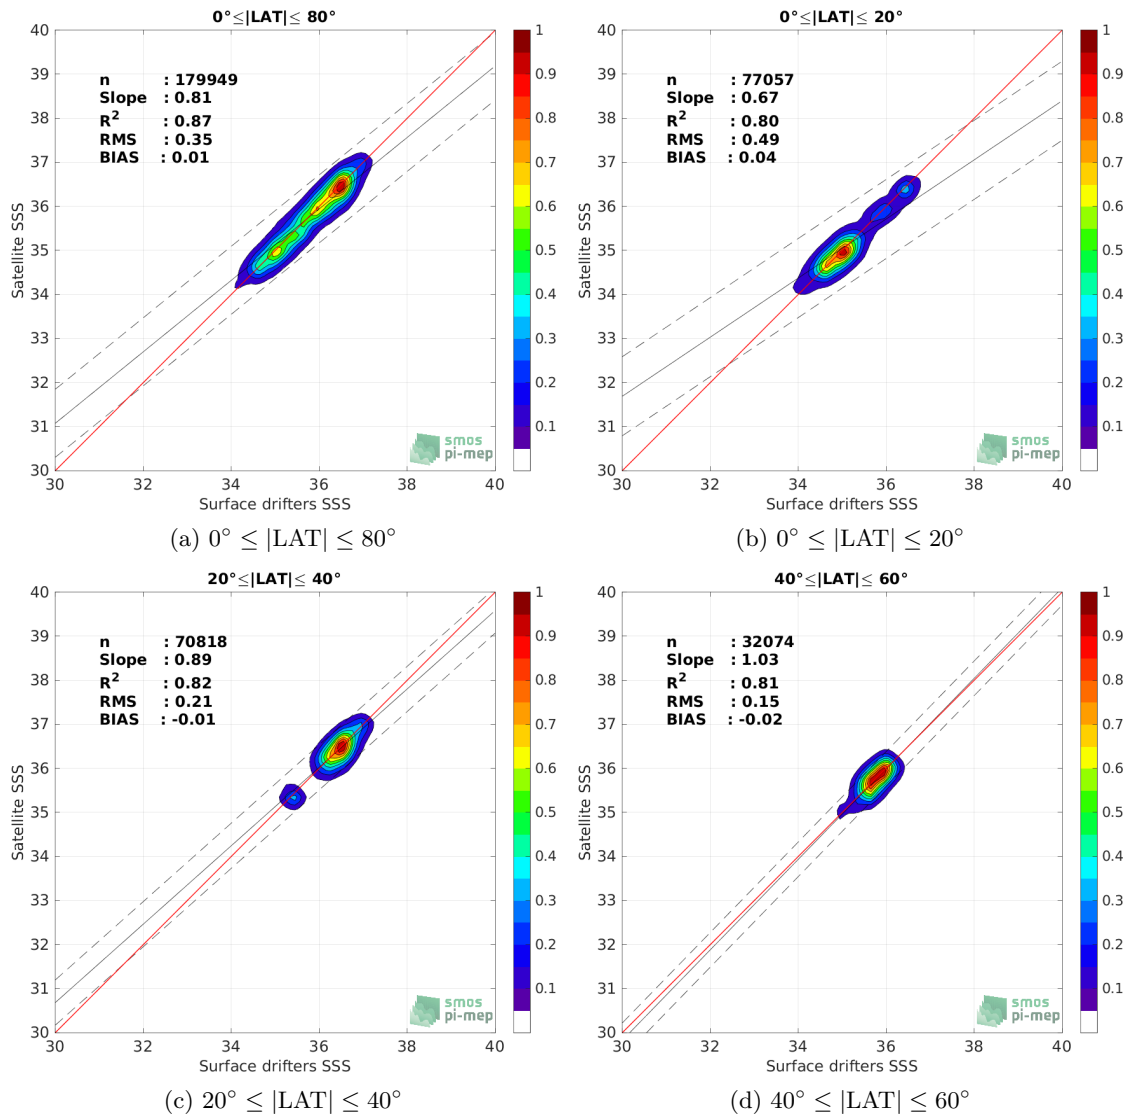 0°≤|LAT|≤ 80°
40
39
38
37
36
35
34
33
32
31
30
30
32
34
36
38
40
Satellite SSS
Surface drifters SSS
n : 179949
Slope : 0.81
R² : 0.87
RMS : 0.35
BIAS : 0.01
smos
pi-mep
1
0.9
0.8
0.7
0.6
0.5
0.4
0.3
0.2
0.1
(a) 0° ≤ |LAT| ≤ 80°
0°≤|LAT|≤ 20°
40
39
38
37
36
35
34
33
32
31
30
30
32
34
36
38
40
Satellite SSS
Surface drifters SSS
n : 77057
Slope : 0.67
R² : 0.80
RMS : 0.49
BIAS : 0.04
smos
pi-mep
1
0.9
0.8
0.7
0.6
0.5
0.4
0.3
0.2
0.1
(b) 0° ≤ |LAT| ≤ 20°
20°≤|LAT|≤ 40°
40
39
38
37
36
35
34
33
32
31
30
30
32
34
36
38
40
Satellite SSS
Surface drifters SSS
n : 70818
Slope : 0.89
R² : 0.82
RMS : 0.21
BIAS : -0.01
smos
pi-mep
1
0.9
0.8
0.7
0.6
0.5
0.4
0.3
0.2
0.1
(c) 20° ≤ |LAT| ≤ 40°
40°≤|LAT|≤ 60°
40
39
38
37
36
35
34
33
32
31
30
30
32
34
36
38
40
Satellite SSS
Surface drifters SSS
n : 32074
Slope : 1.03
R² : 0.81
RMS : 0.15
BIAS : -0.02
smos
pi-mep
1
0.9
0.8
0.7
0.6
0.5
0.4
0.3
0.2
0.1
(d) 40° ≤ |LAT| ≤ 60°